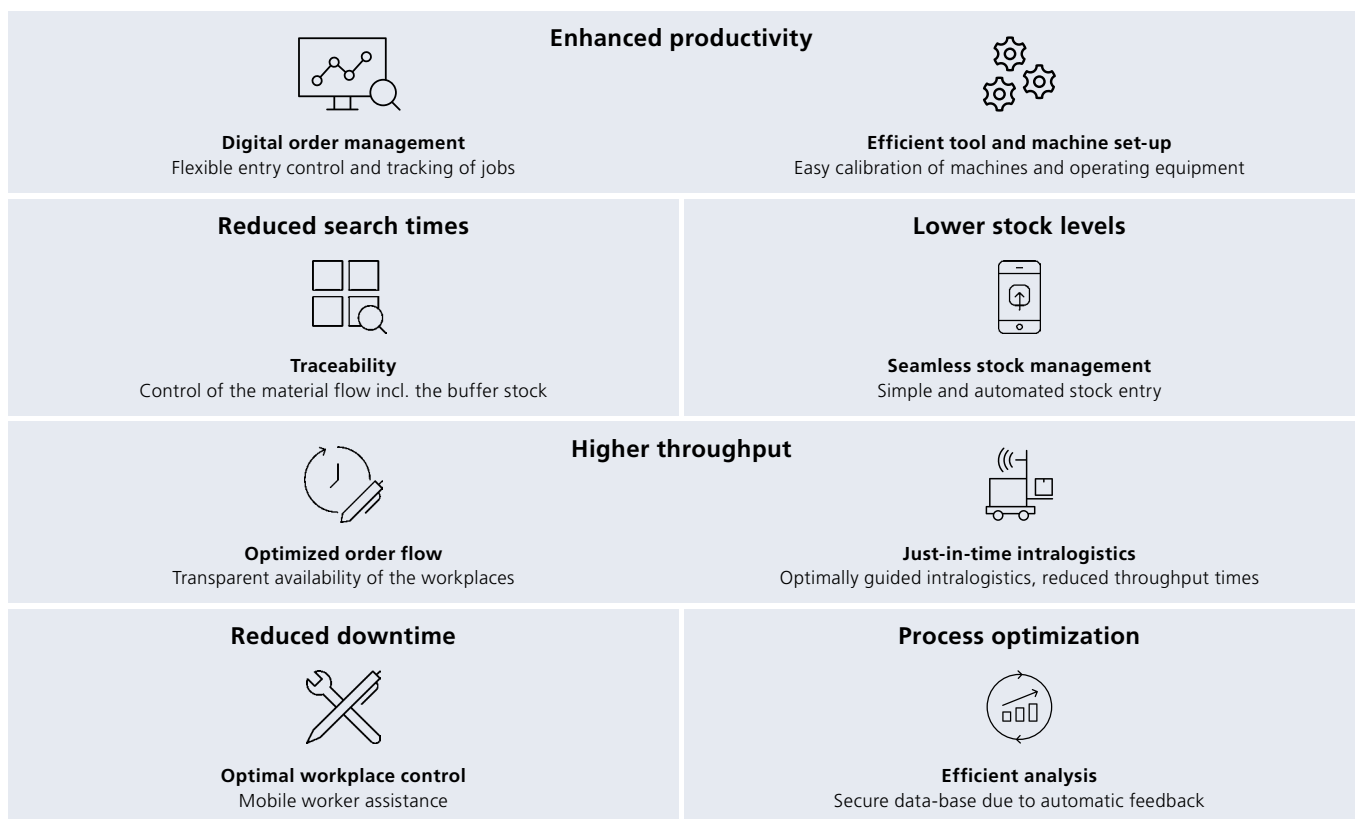 Enhanced productivity
Digital order management
Flexible entry control and tracking of jobs
Efficient tool and machine set-up
Easy calibration of machines and operating equipment
Reduced search times
Traceability
Control of the material flow incl. the buffer stock
Lower stock levels
Seamless stock management
Simple and automated stock entry
Higher throughput
Optimized order flow
Transparent availability of the workplaces
Just-in-time intralogistics
Optimally guided intralogistics, reduced throughput times
Reduced downtime
Optimal workplace control
Mobile worker assistance
Process optimization
Efficient analysis
Secure data-base due to automatic feedback